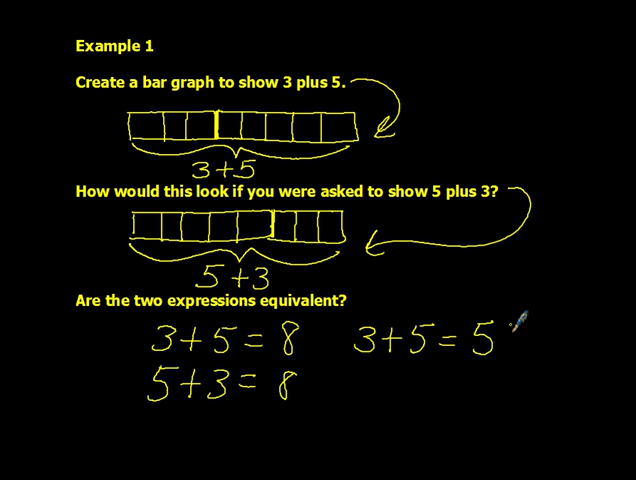 Example 1
Create a bar graph to show 3 plus 5.
3+5
How would this look if you were asked to show 5 plus 3?
5+3
Are the two expressions equivalent?
3+5=8 3+5=5
5+3=8